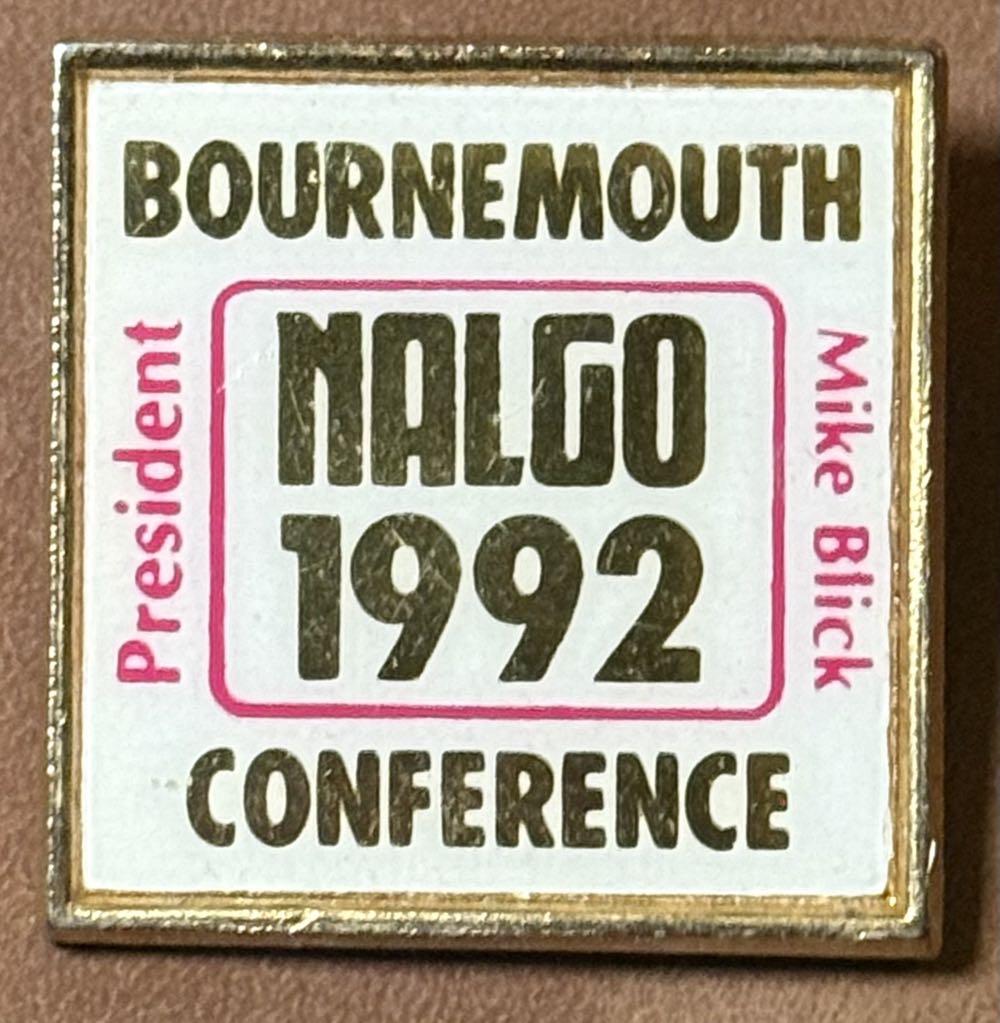 BOURNEMOUTH
President
NALGO
1992
Mike Blick
CONFERENCE